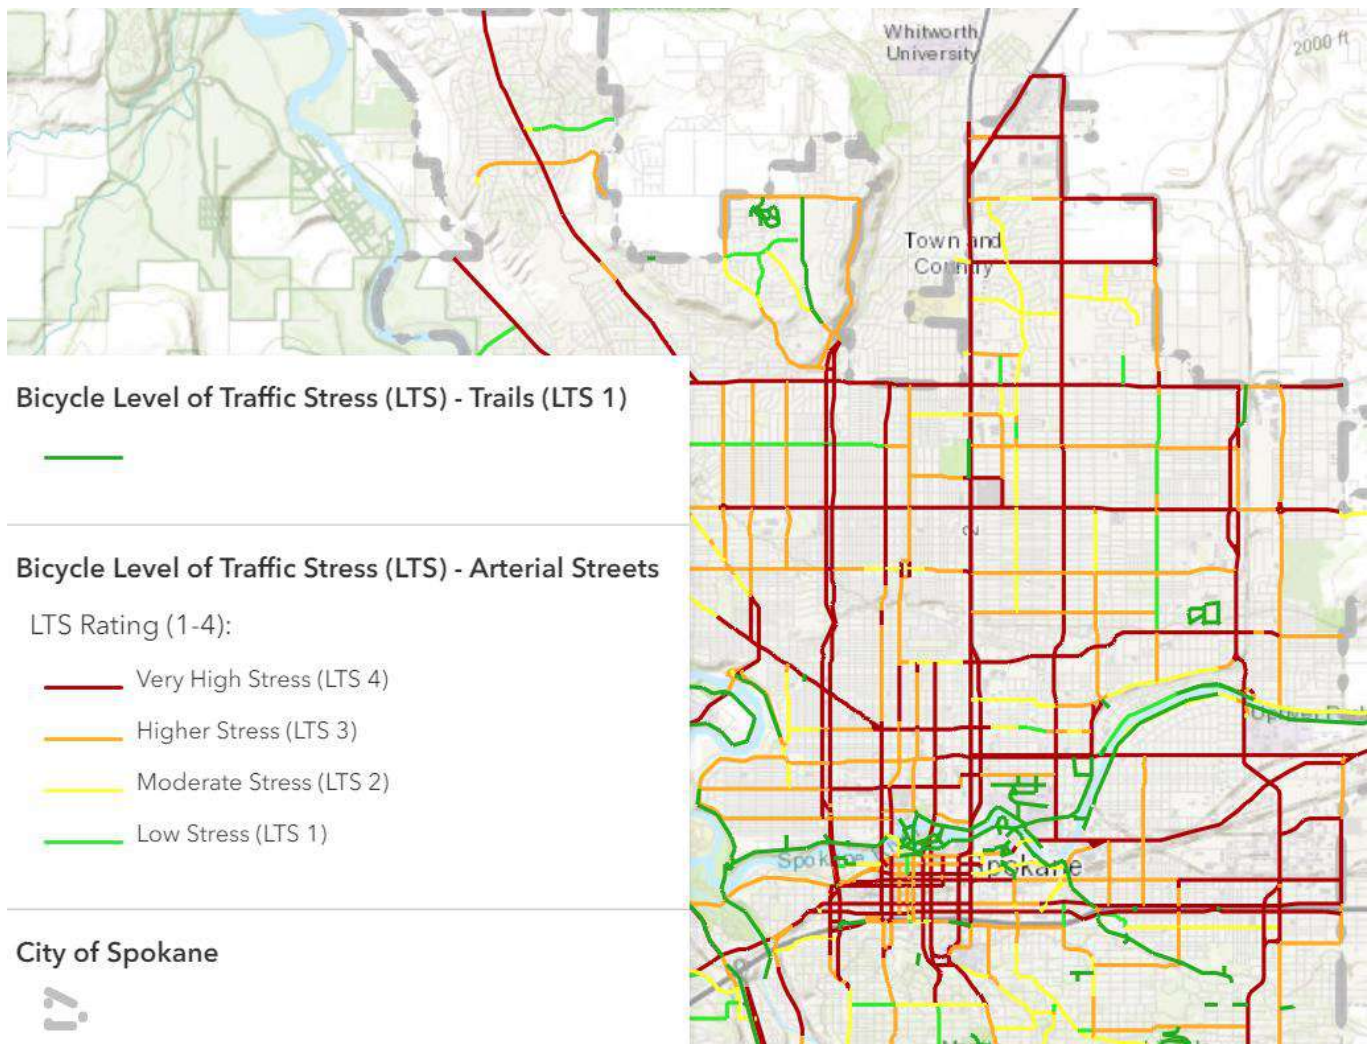 Whitworth
University
2000 ft
Town and
Country
Bicycle Level of Traffic Stress (LTS) - Trails (LTS 1)
Bicycle Level of Traffic Stress (LTS) - Arterial Streets
LTS Rating (1-4):
Very High Stress (LTS 4)
Higher Stress (LTS 3)
Moderate Stress (LTS 2)
Low Stress (LTS 1)
City of Spokane
Spokane
Spokane